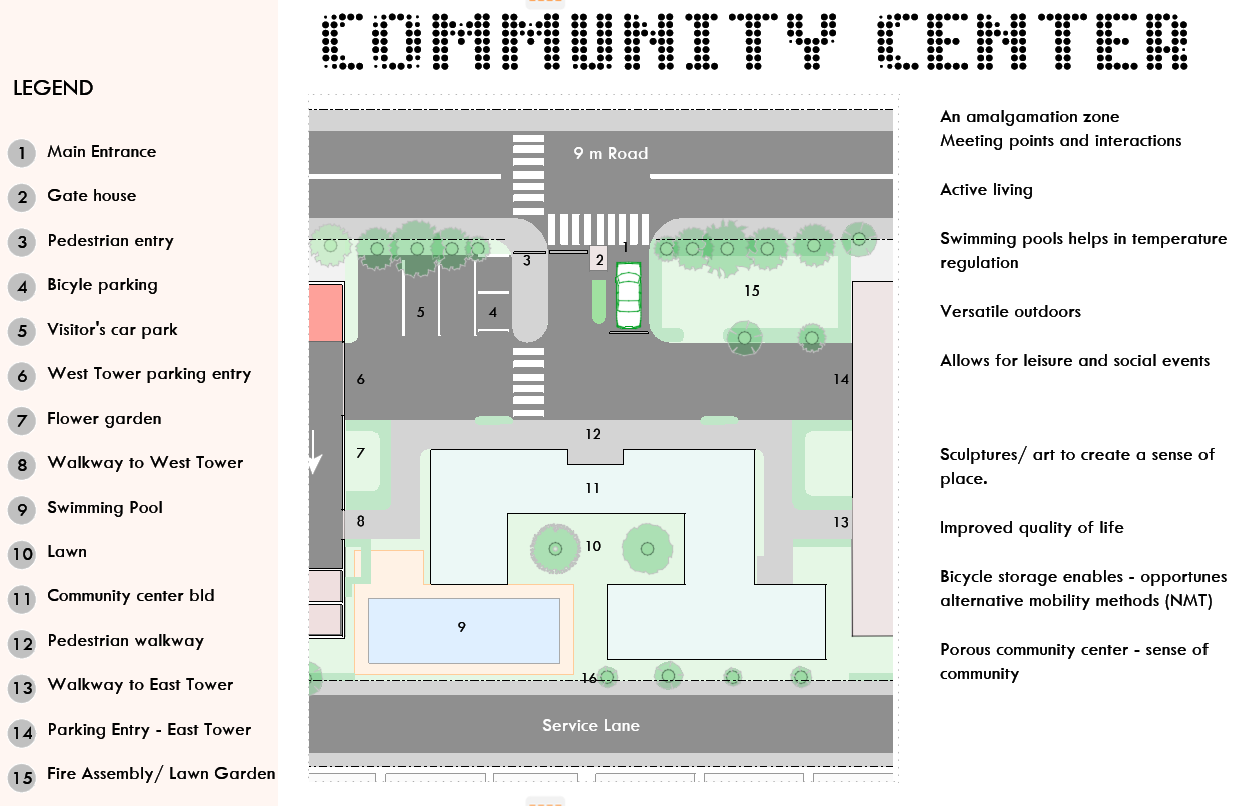 COMMUNITY CENTER
LEGEND
1 Main Entrance
2 Gate house
3 Pedestrian entry
4 Bicyle parking
5 Visitor's car park
6 West Tower parking entry
7 Flower garden
8 Walkway to West Tower
9 Swimming Pool
10 Lawn
11 Community center bld
12 Pedestrian walkway
13 Walkway to East Tower
14 Parking Entry - East Tower
15 Fire Assembly/ Lawn Garden
9 m Road
1
2
3
15
5
4
6
14
12
7
11
8
13
10
9
16
Service Lane
An amalgamation zone
Meeting points and interactions
Active living
Swimming pools helps in temperature
regulation
Versatile outdoors
Allows for leisure and social events
Sculptures/ art to create a sense of
place.
Improved quality of life
Bicycle storage enables - opportunes
alternative mobility methods (NMT)
Porous community center - sense of
community